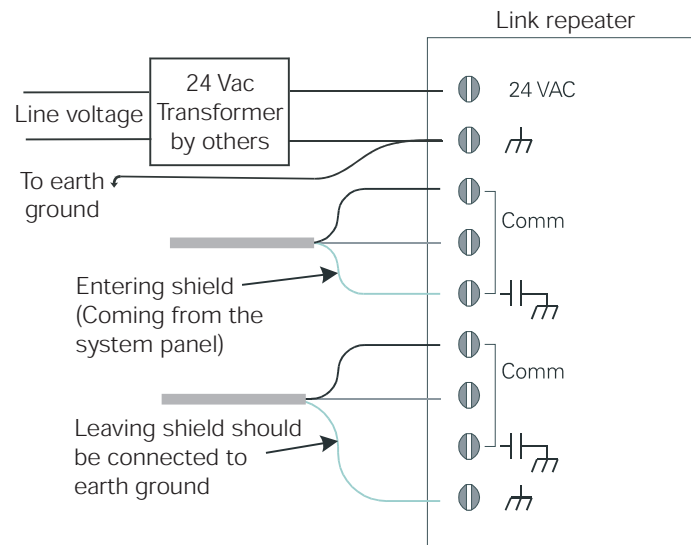 Link repeater
24 Vac
Transformer
by others
24 VAC
Line voltage
To earth
ground
Comm
Entering shield
(Coming from the
system panel)
Comm
Leaving shield should
be connected to
earth ground